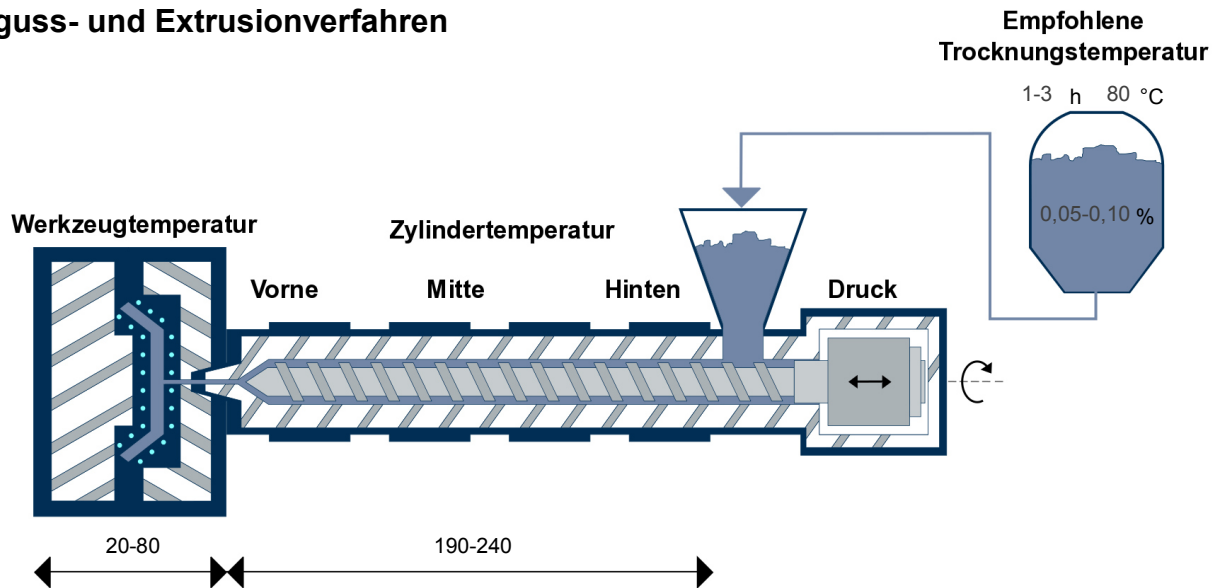 guss- und Extrusionverfahren
Empfohlene
Trocknungstemperatur
1-3 h 80 °C
0,05-0,10 %
Werkzeugtemperatur
Zylindertemperatur
Vorne Mitte Hinten Druck
20-80 190-240